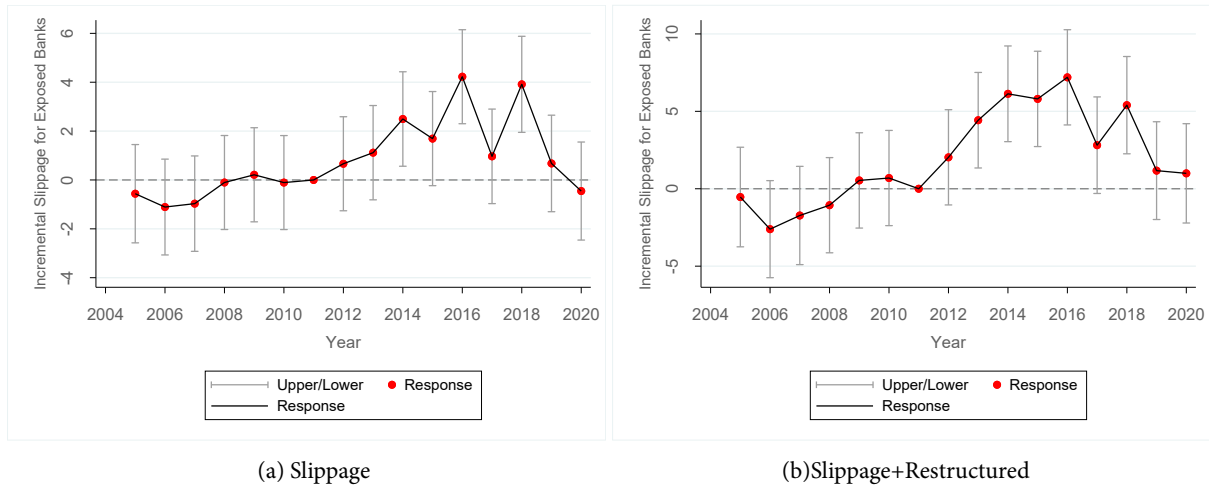 Incremental Slippage for Exposed Banks
6
4
2
0
-2
-4
2004 2006 2008 2010 2012 2014 2016 2018 2020
Year
Upper/Lower Response
Response
(a) Slippage
Incremental Slippage for Exposed Banks
10
5
0
-5
2004 2006 2008 2010 2012 2014 2016 2018 2020
Year
Upper/Lower Response
Response
(b)Slippage+Restructured